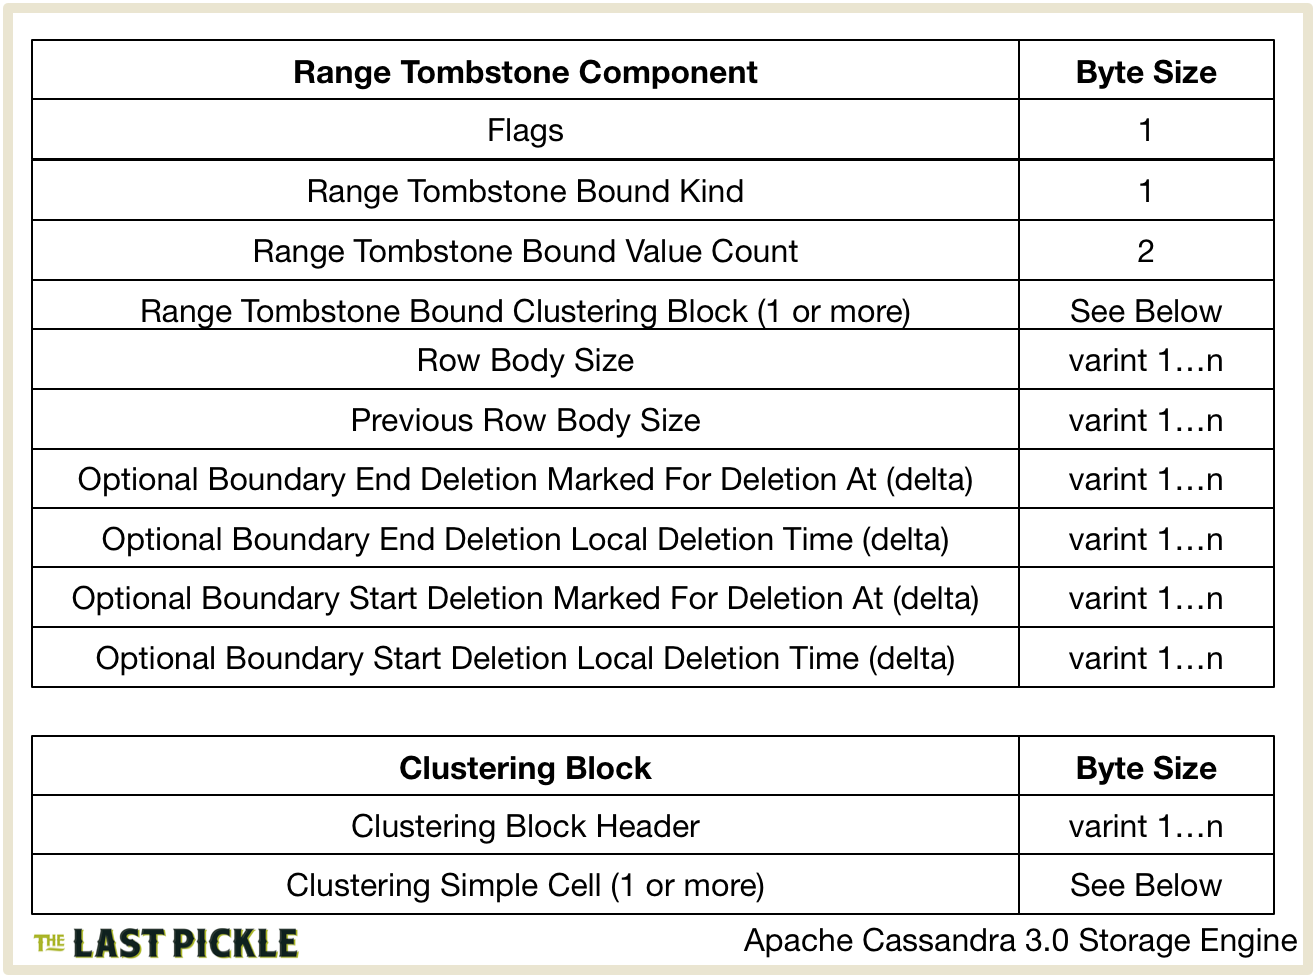 Range Tombstone Component Byte Size
Flags 1
Range Tombstone Bound Kind 1
Range Tombstone Bound Value Count 2
Range Tombstone Bound Clustering Block (1 or more) See Below
Row Body Size varint 1…n
Previous Row Body Size varint 1…n
Optional Boundary End Deletion Marked For Deletion At (delta) varint 1…n
Optional Boundary End Deletion Local Deletion Time (delta) varint 1…n
Optional Boundary Start Deletion Marked For Deletion At (delta) varint 1…n
Optional Boundary Start Deletion Local Deletion Time (delta) varint 1…n
Clustering Block Byte Size
Clustering Block Header varint 1…n
Clustering Simple Cell (1 or more) See Below
THE LAST PICKLE Apache Cassandra 3.0 Storage Engine